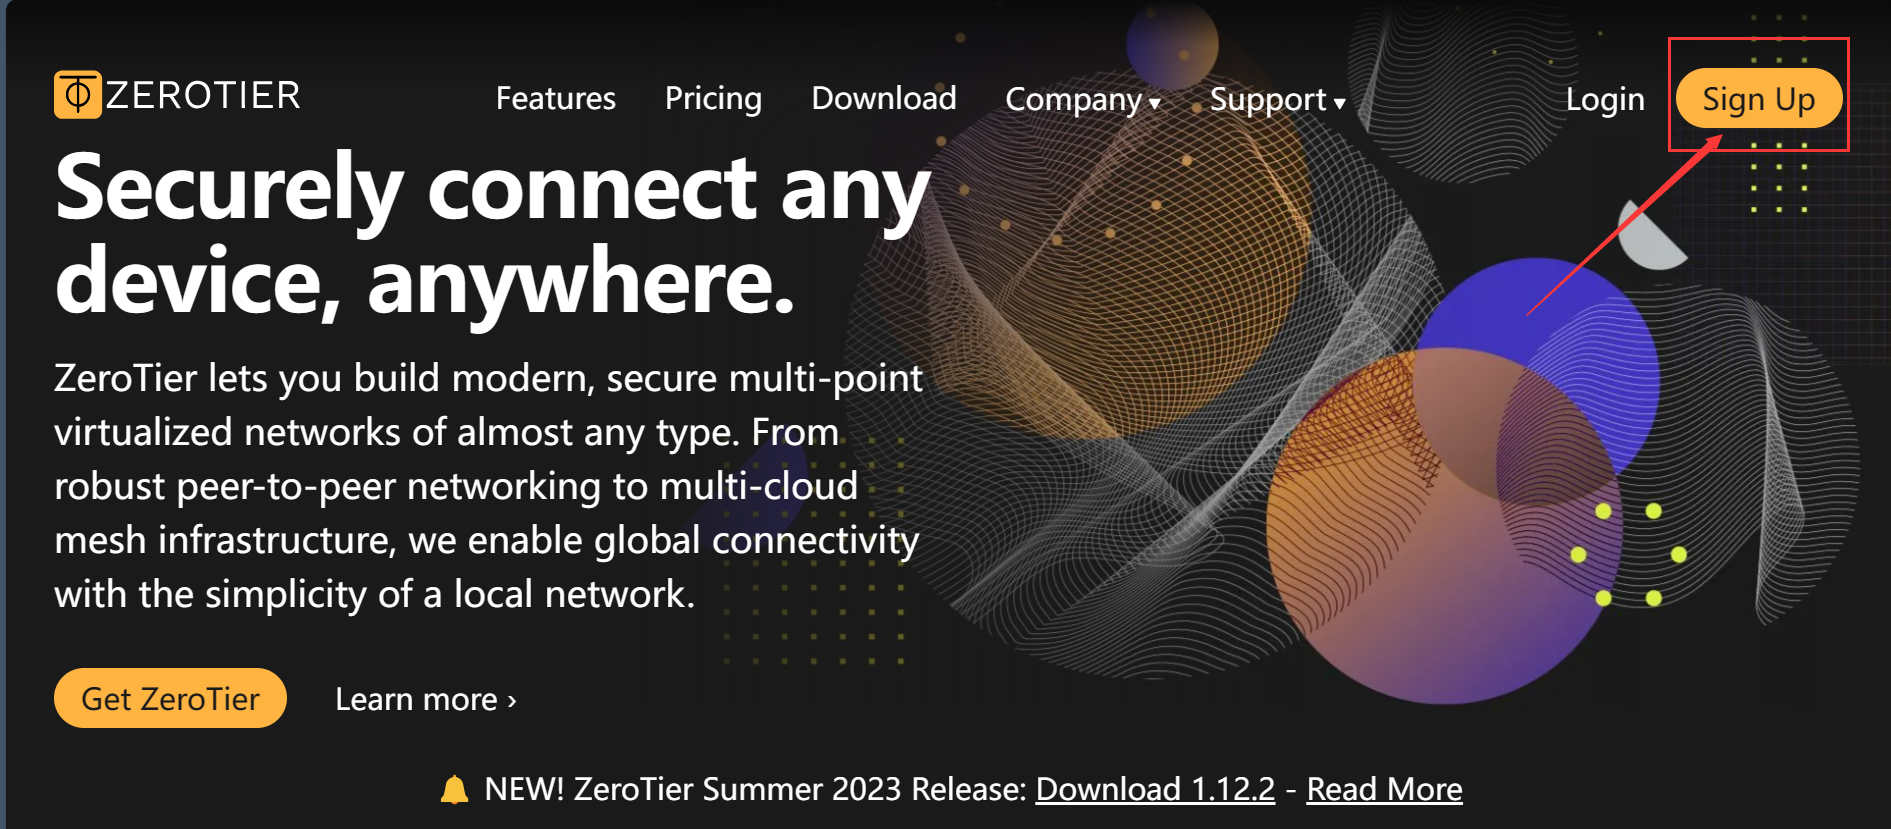 ZEROTIER
Features Pricing Download Company▼ Support▼ Login Sign Up
Securely connect any
device, anywhere.
ZeroTier lets you build modern, secure multi-point
virtualized networks of almost any type. From
robust peer-to-peer networking to multi-cloud
mesh infrastructure, we enable global connectivity
with the simplicity of a local network.
Get ZeroTier Learn more ›
NEW! ZeroTier Summer 2023 Release: Download 1.12.2 - Read More